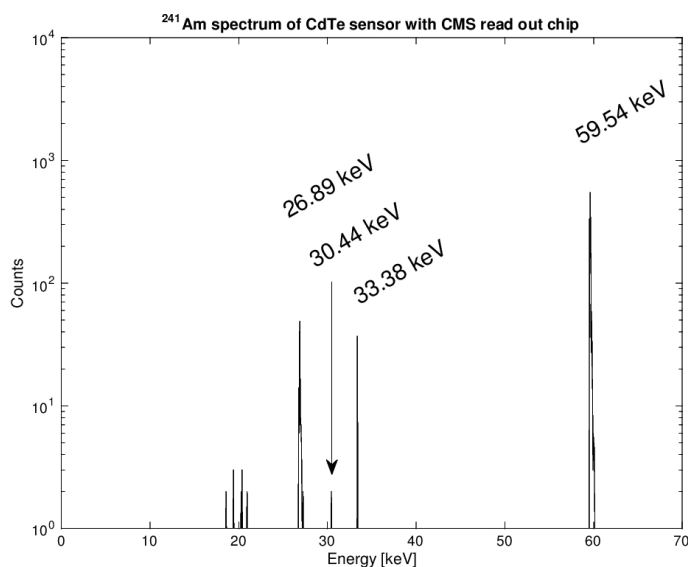 ²⁴¹Am spectrum of CdTe sensor with CMS read out chip
10⁴
10³
10²
10¹
10⁰
Counts
59.54 keV
26.89 keV
30.44 keV
33.38 keV
0 10 20 30 40 50 60 70
Energy [keV]